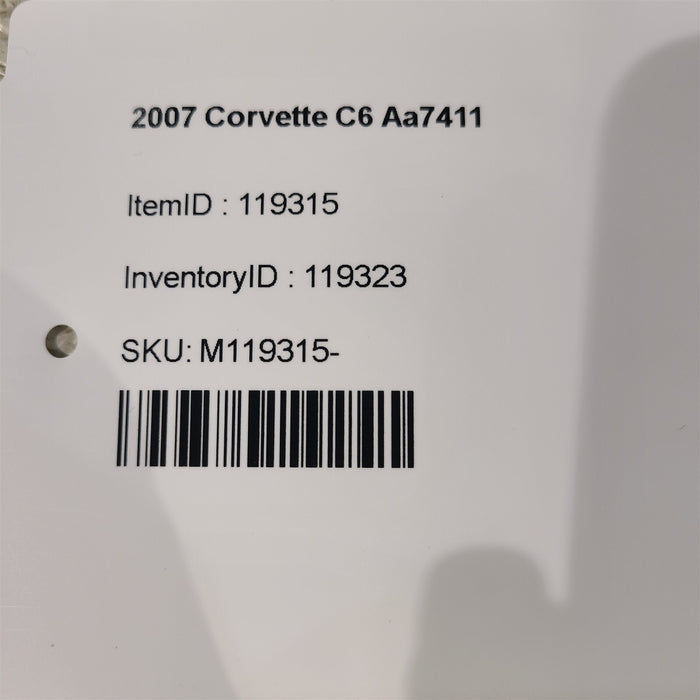 2007 Corvette C6 Aa7411
ItemID : 119315
InventoryID : 119323
SKU: M119315-